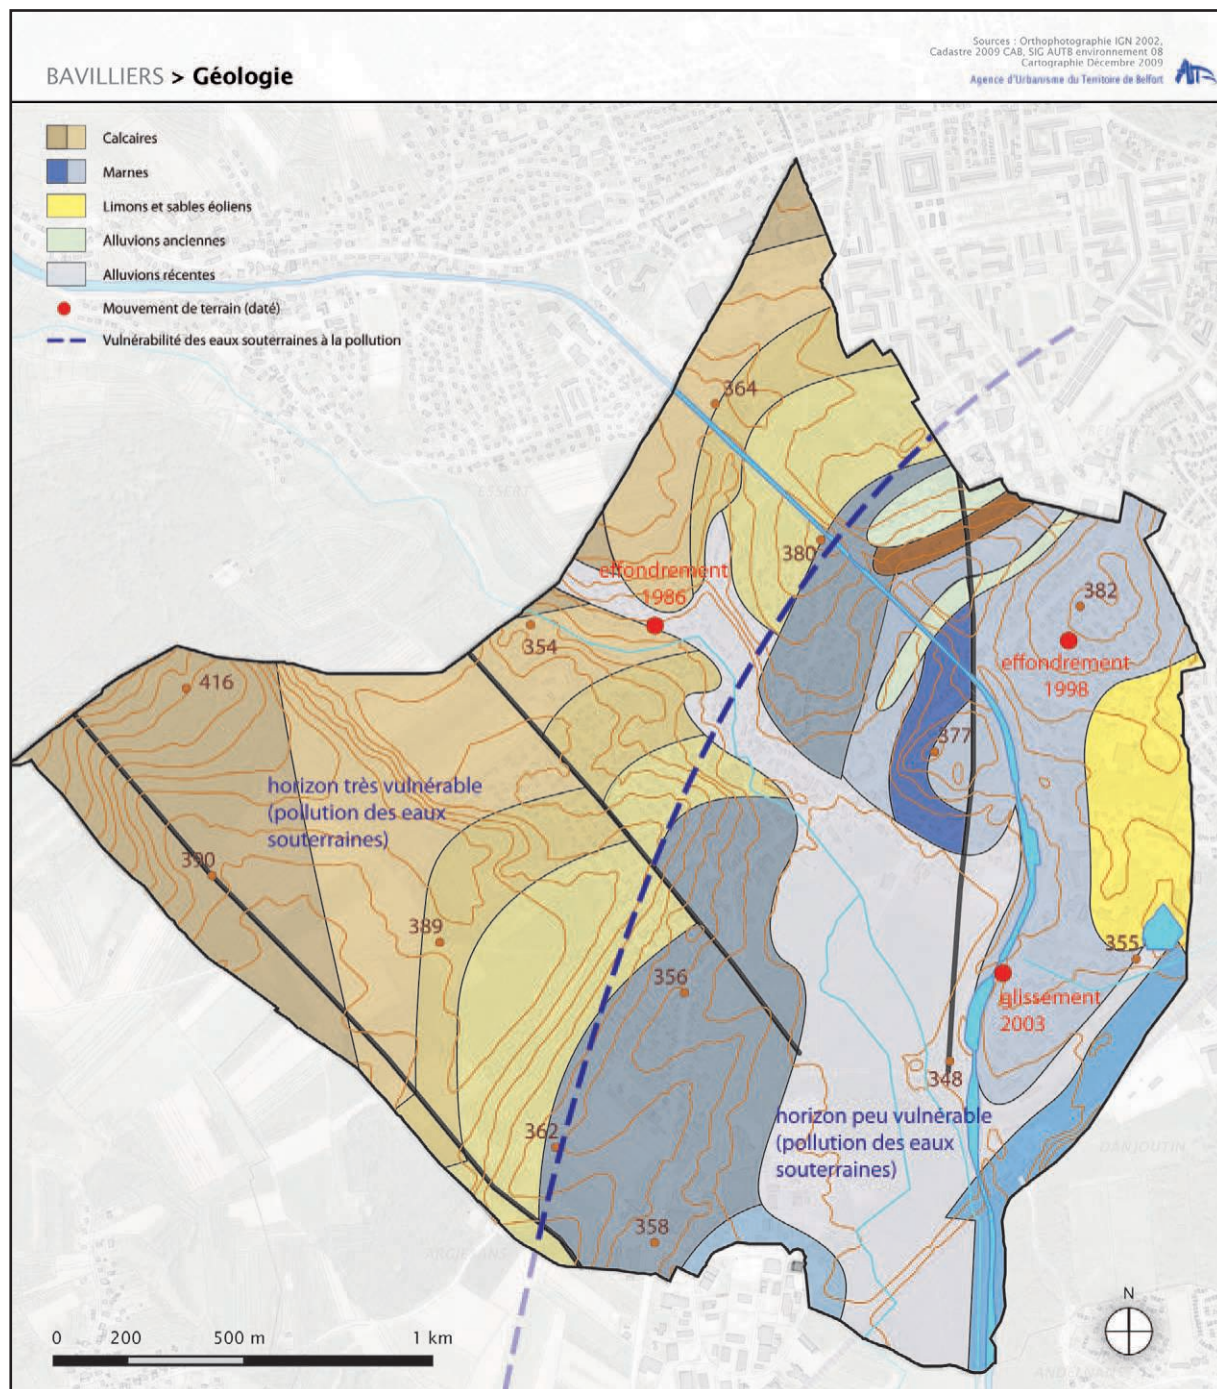 Sources : Orthophotographie IGN 2002,
Cadastre 2009 CAB, SIG AUTB environnement 08
Cartographie Décembre 2009
Agence d'Urbanisme du Territoire de Belfort
BAVILLIERS > Géologie
Calcaires
Marnes
Limons et sables éoliens
Alluvions anciennes
Alluvions récentes
Mouvement de terrain (daté)
Vulnérabilité des eaux souterraines à la pollution
364
ESSERT
380
effondrement
1986
382
354
effondrement
1998
416
377
horizon très vulnérable
(pollution des eaux
souterraines)
390
389
355
356
glissement
2003
348
horizon peu vulnérable
(pollution des eaux
souterraines)
362
DANJOUTIN
358
ARGIESANS
N
0 200 500 m 1 km
ANDELNANS